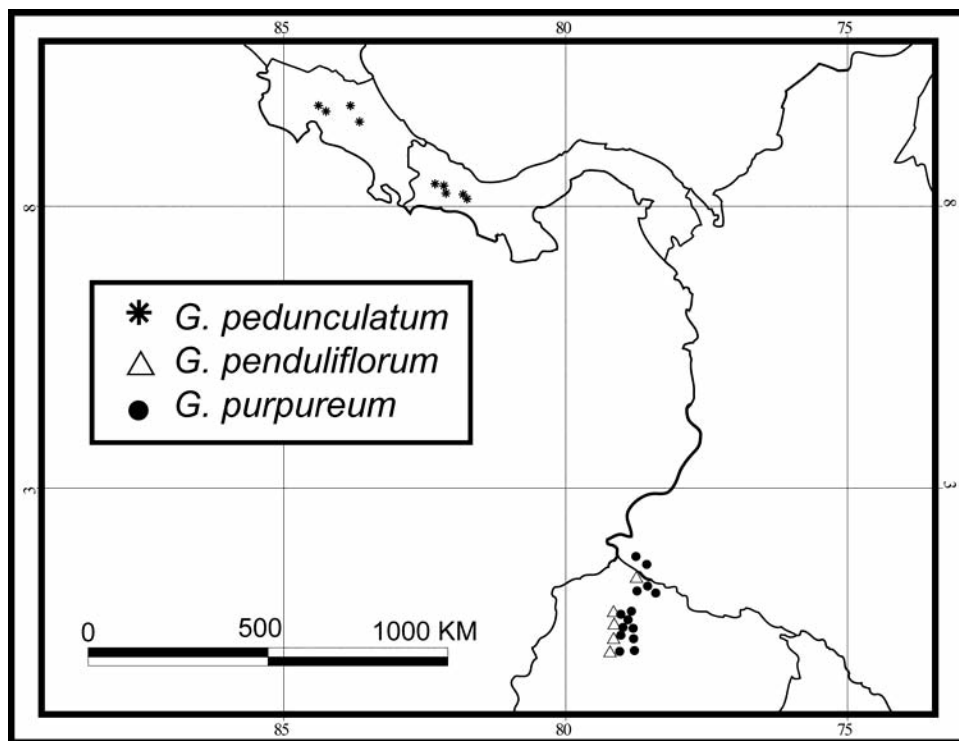 85 80 75
8 8
G. pedunculatum
G. penduliflorum
G. purpureum
3 3
0 500 1000 KM
85 80 75